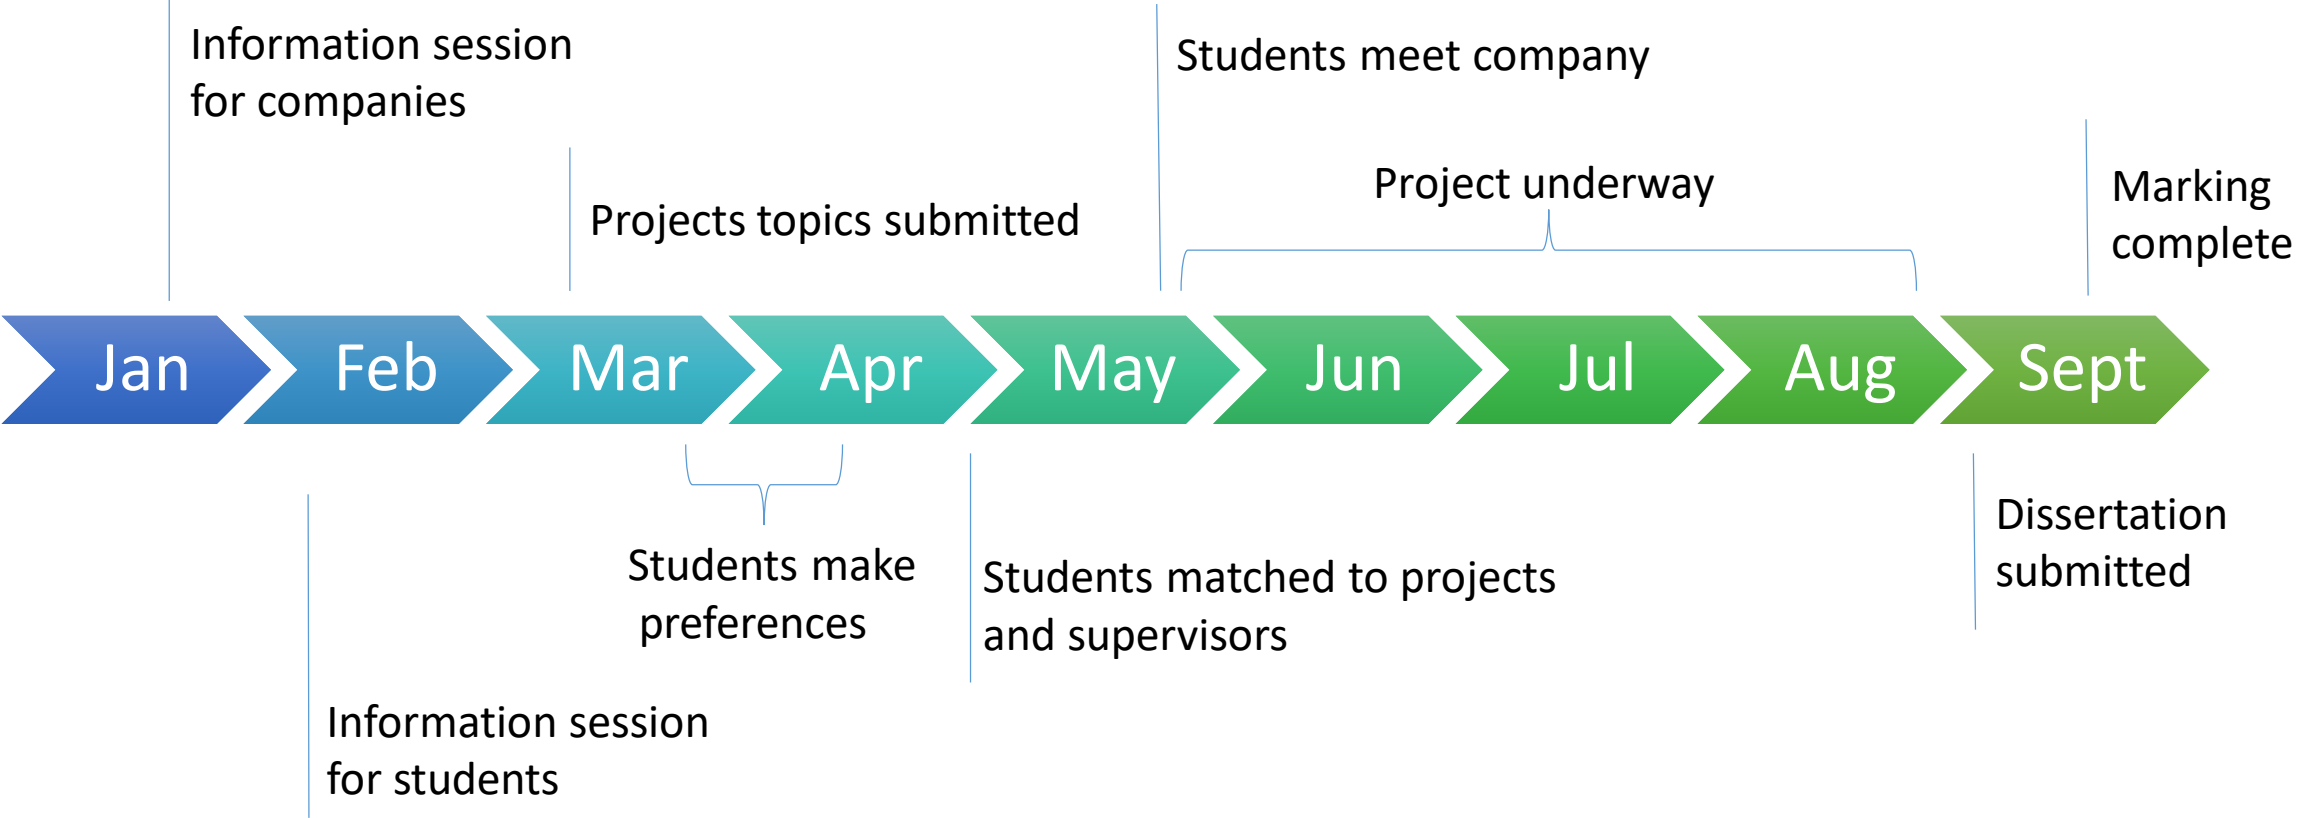 Information session
for companies
Students meet company
Projects topics submitted
Project underway
Marking
complete
Jan
Feb
Mar
Apr
May
Jun
Jul
Aug
Sept
Students make
preferences
Students matched to projects
and supervisors
Dissertation
submitted
Information session
for students